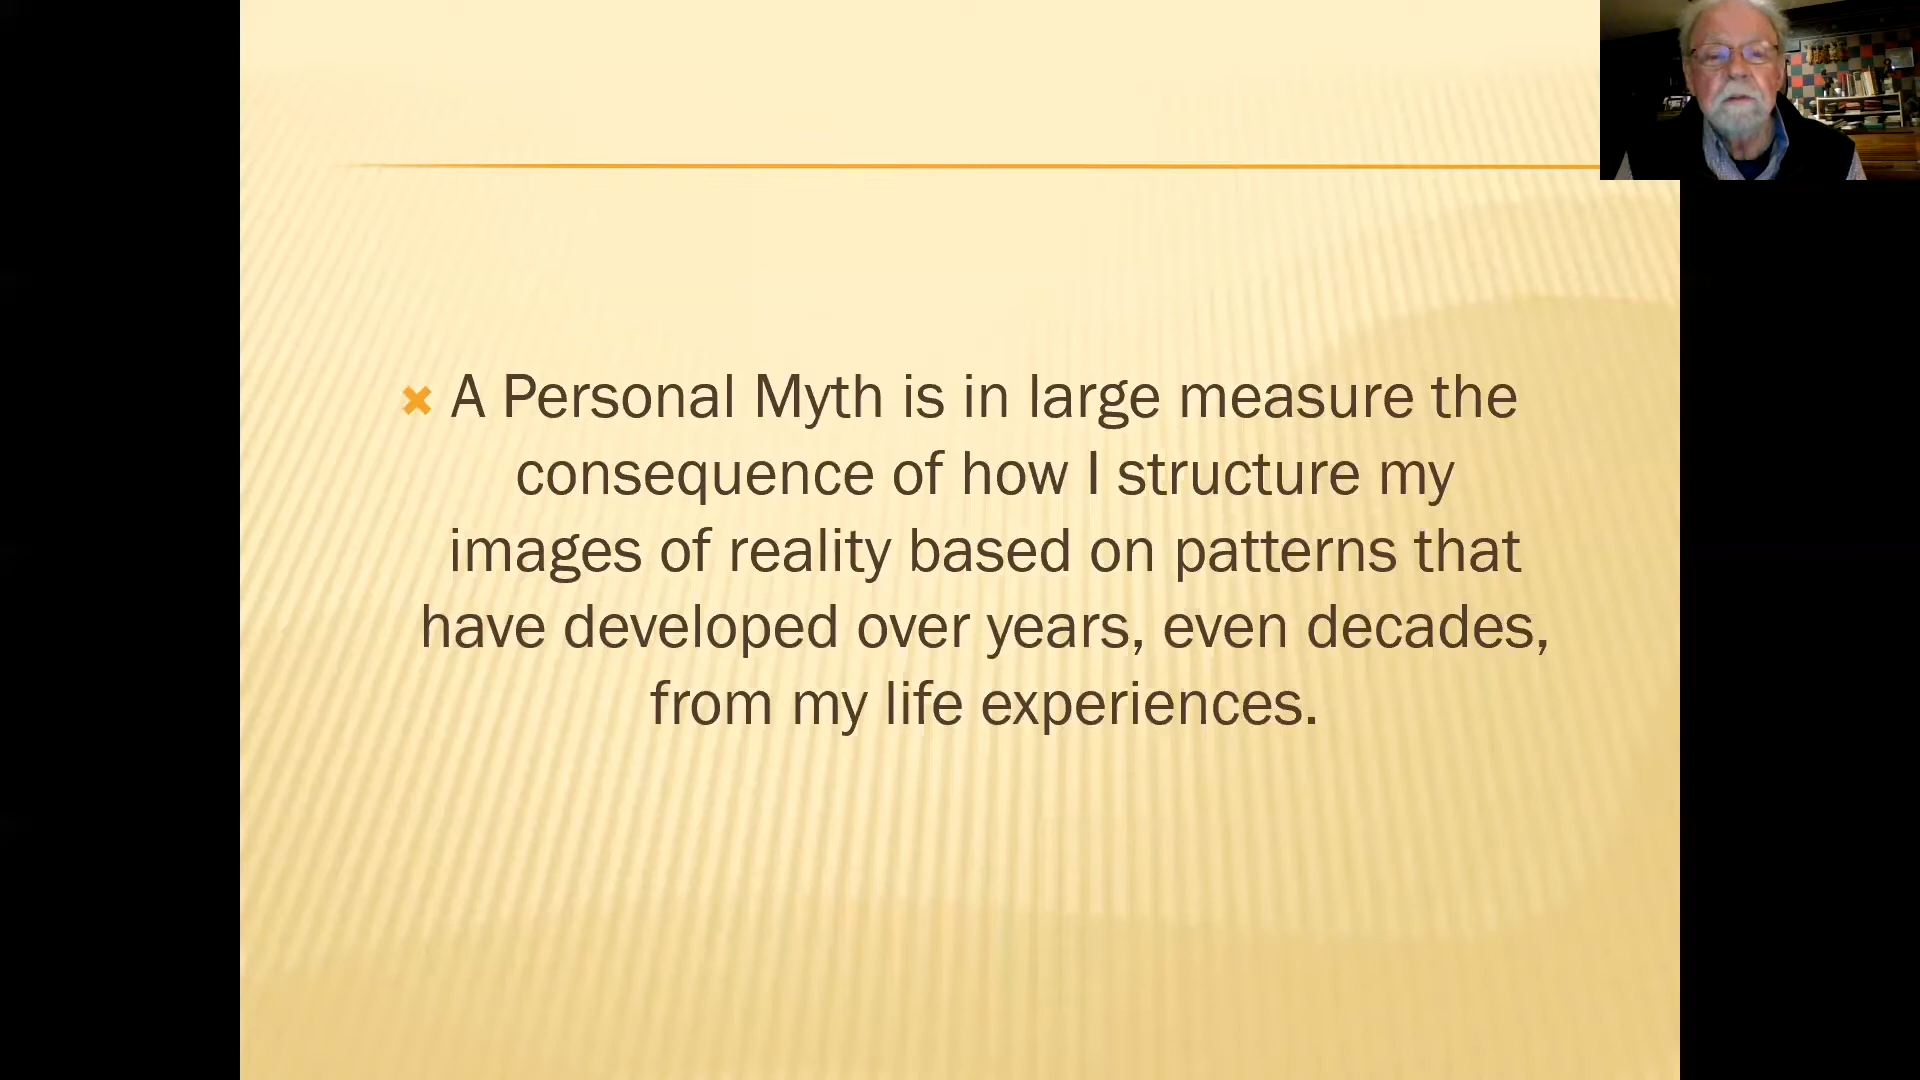 A Personal Myth is in large measure the
consequence of how I structure my
images of reality based on patterns that
have developed over years, even decades,
from my life experiences.